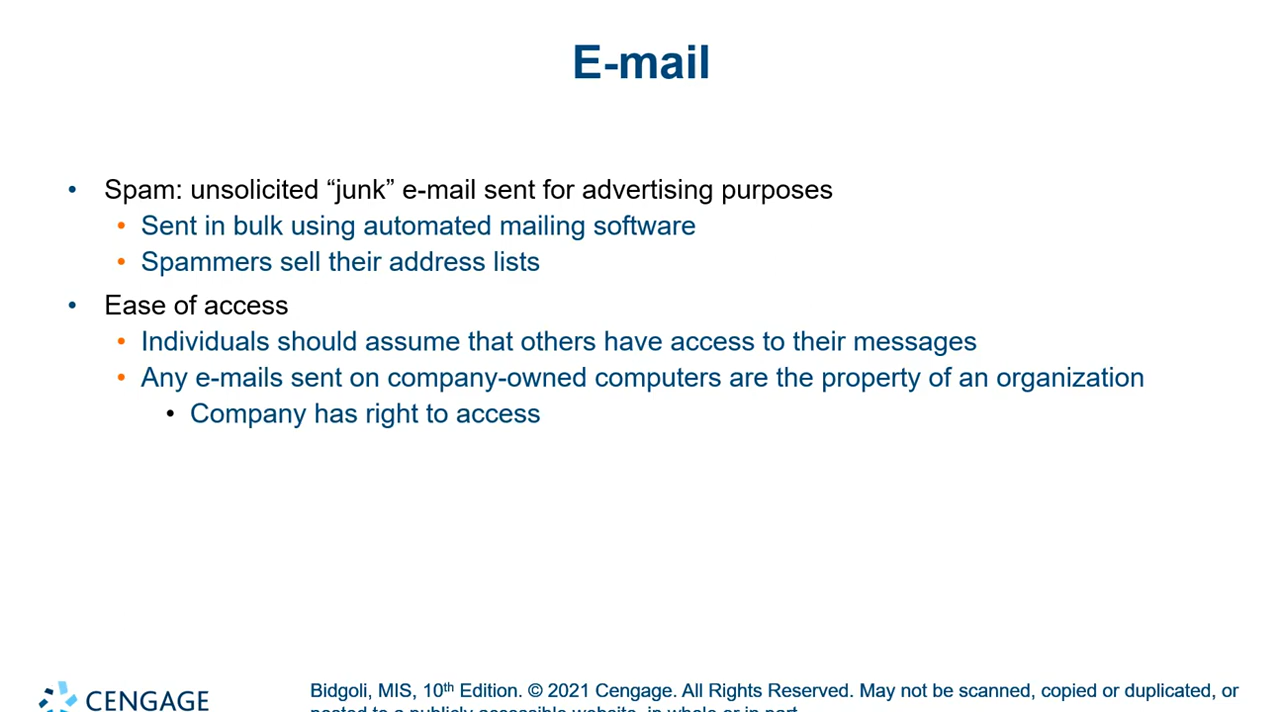 E-mail
• Spam: unsolicited “junk” e-mail sent for advertising purposes
• Sent in bulk using automated mailing software
• Spammers sell their address lists
• Ease of access
• Individuals should assume that others have access to their messages
• Any e-mails sent on company-owned computers are the property of an organization
• Company has right to access
CENGAGE
Bidgoli, MIS, 10th Edition. © 2021 Cengage. All Rights Reserved. May not be scanned, copied or duplicated, or
posted to a publicly accessible website, in whole or in part.